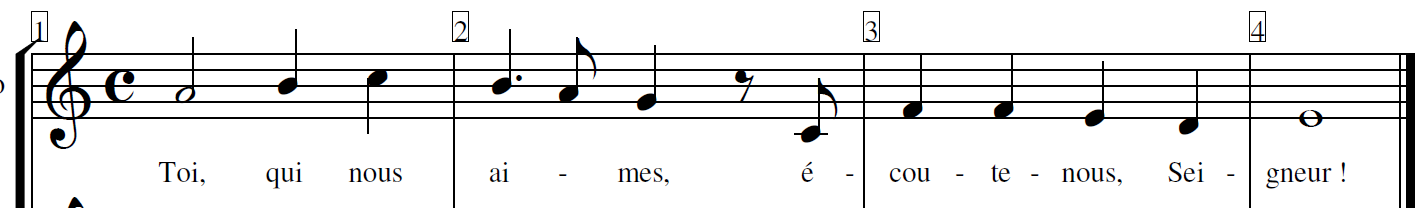 1 2 3 4
Toi, qui nous ai - mes, é - cou - te - nous, Sei - gneur !